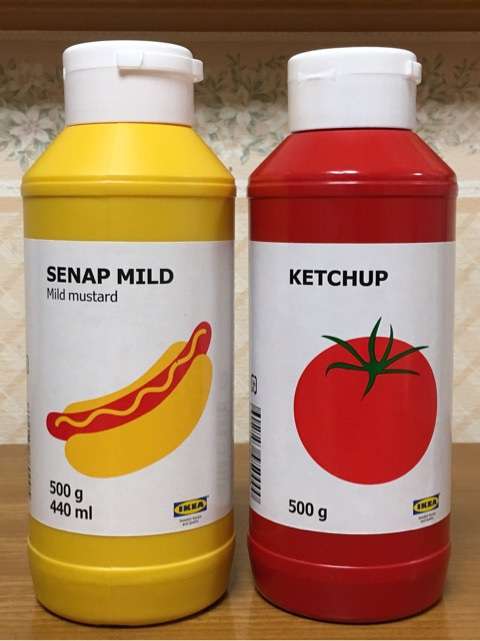 SENAP MILD
Mild mustard
500 g
440 ml
IKEA
KETCHUP
500 g
IKEA